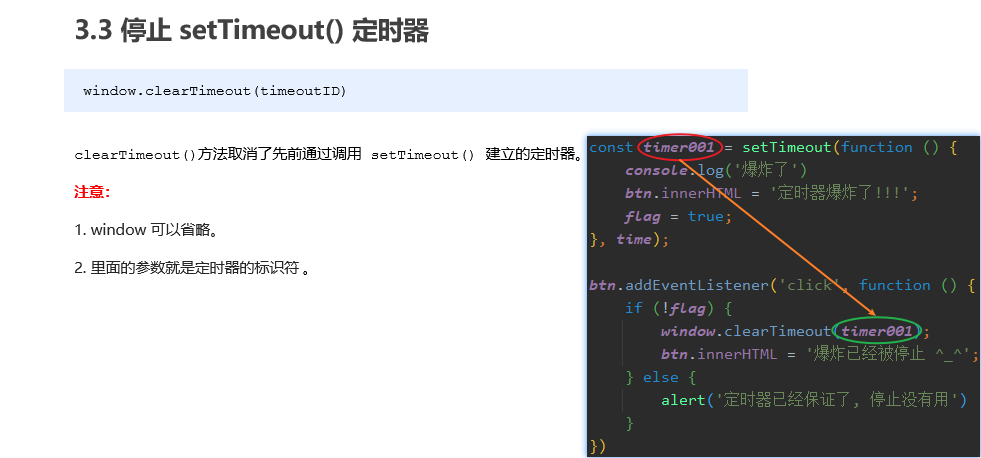 3.3 停止 setTimeout() 定时器
window.clearTimeout(timeoutID)
clearTimeout()方法取消了先前通过调用 setTimeout() 建立的定时器。
注意：
1. window 可以省略。
2. 里面的参数就是定时器的标识符 。
const timer001 = setTimeout(function () {
console.log('爆炸了')
btn.innerHTML = '定时器爆炸了!!!';
flag = true;
}, time);
btn.addEventListener('click', function () {
if (!flag) {
window.clearTimeout(timer001);
btn.innerHTML = '爆炸已经被停止 ^_^';
} else {
alert('定时器已经保证了, 停止没有用')
}
})